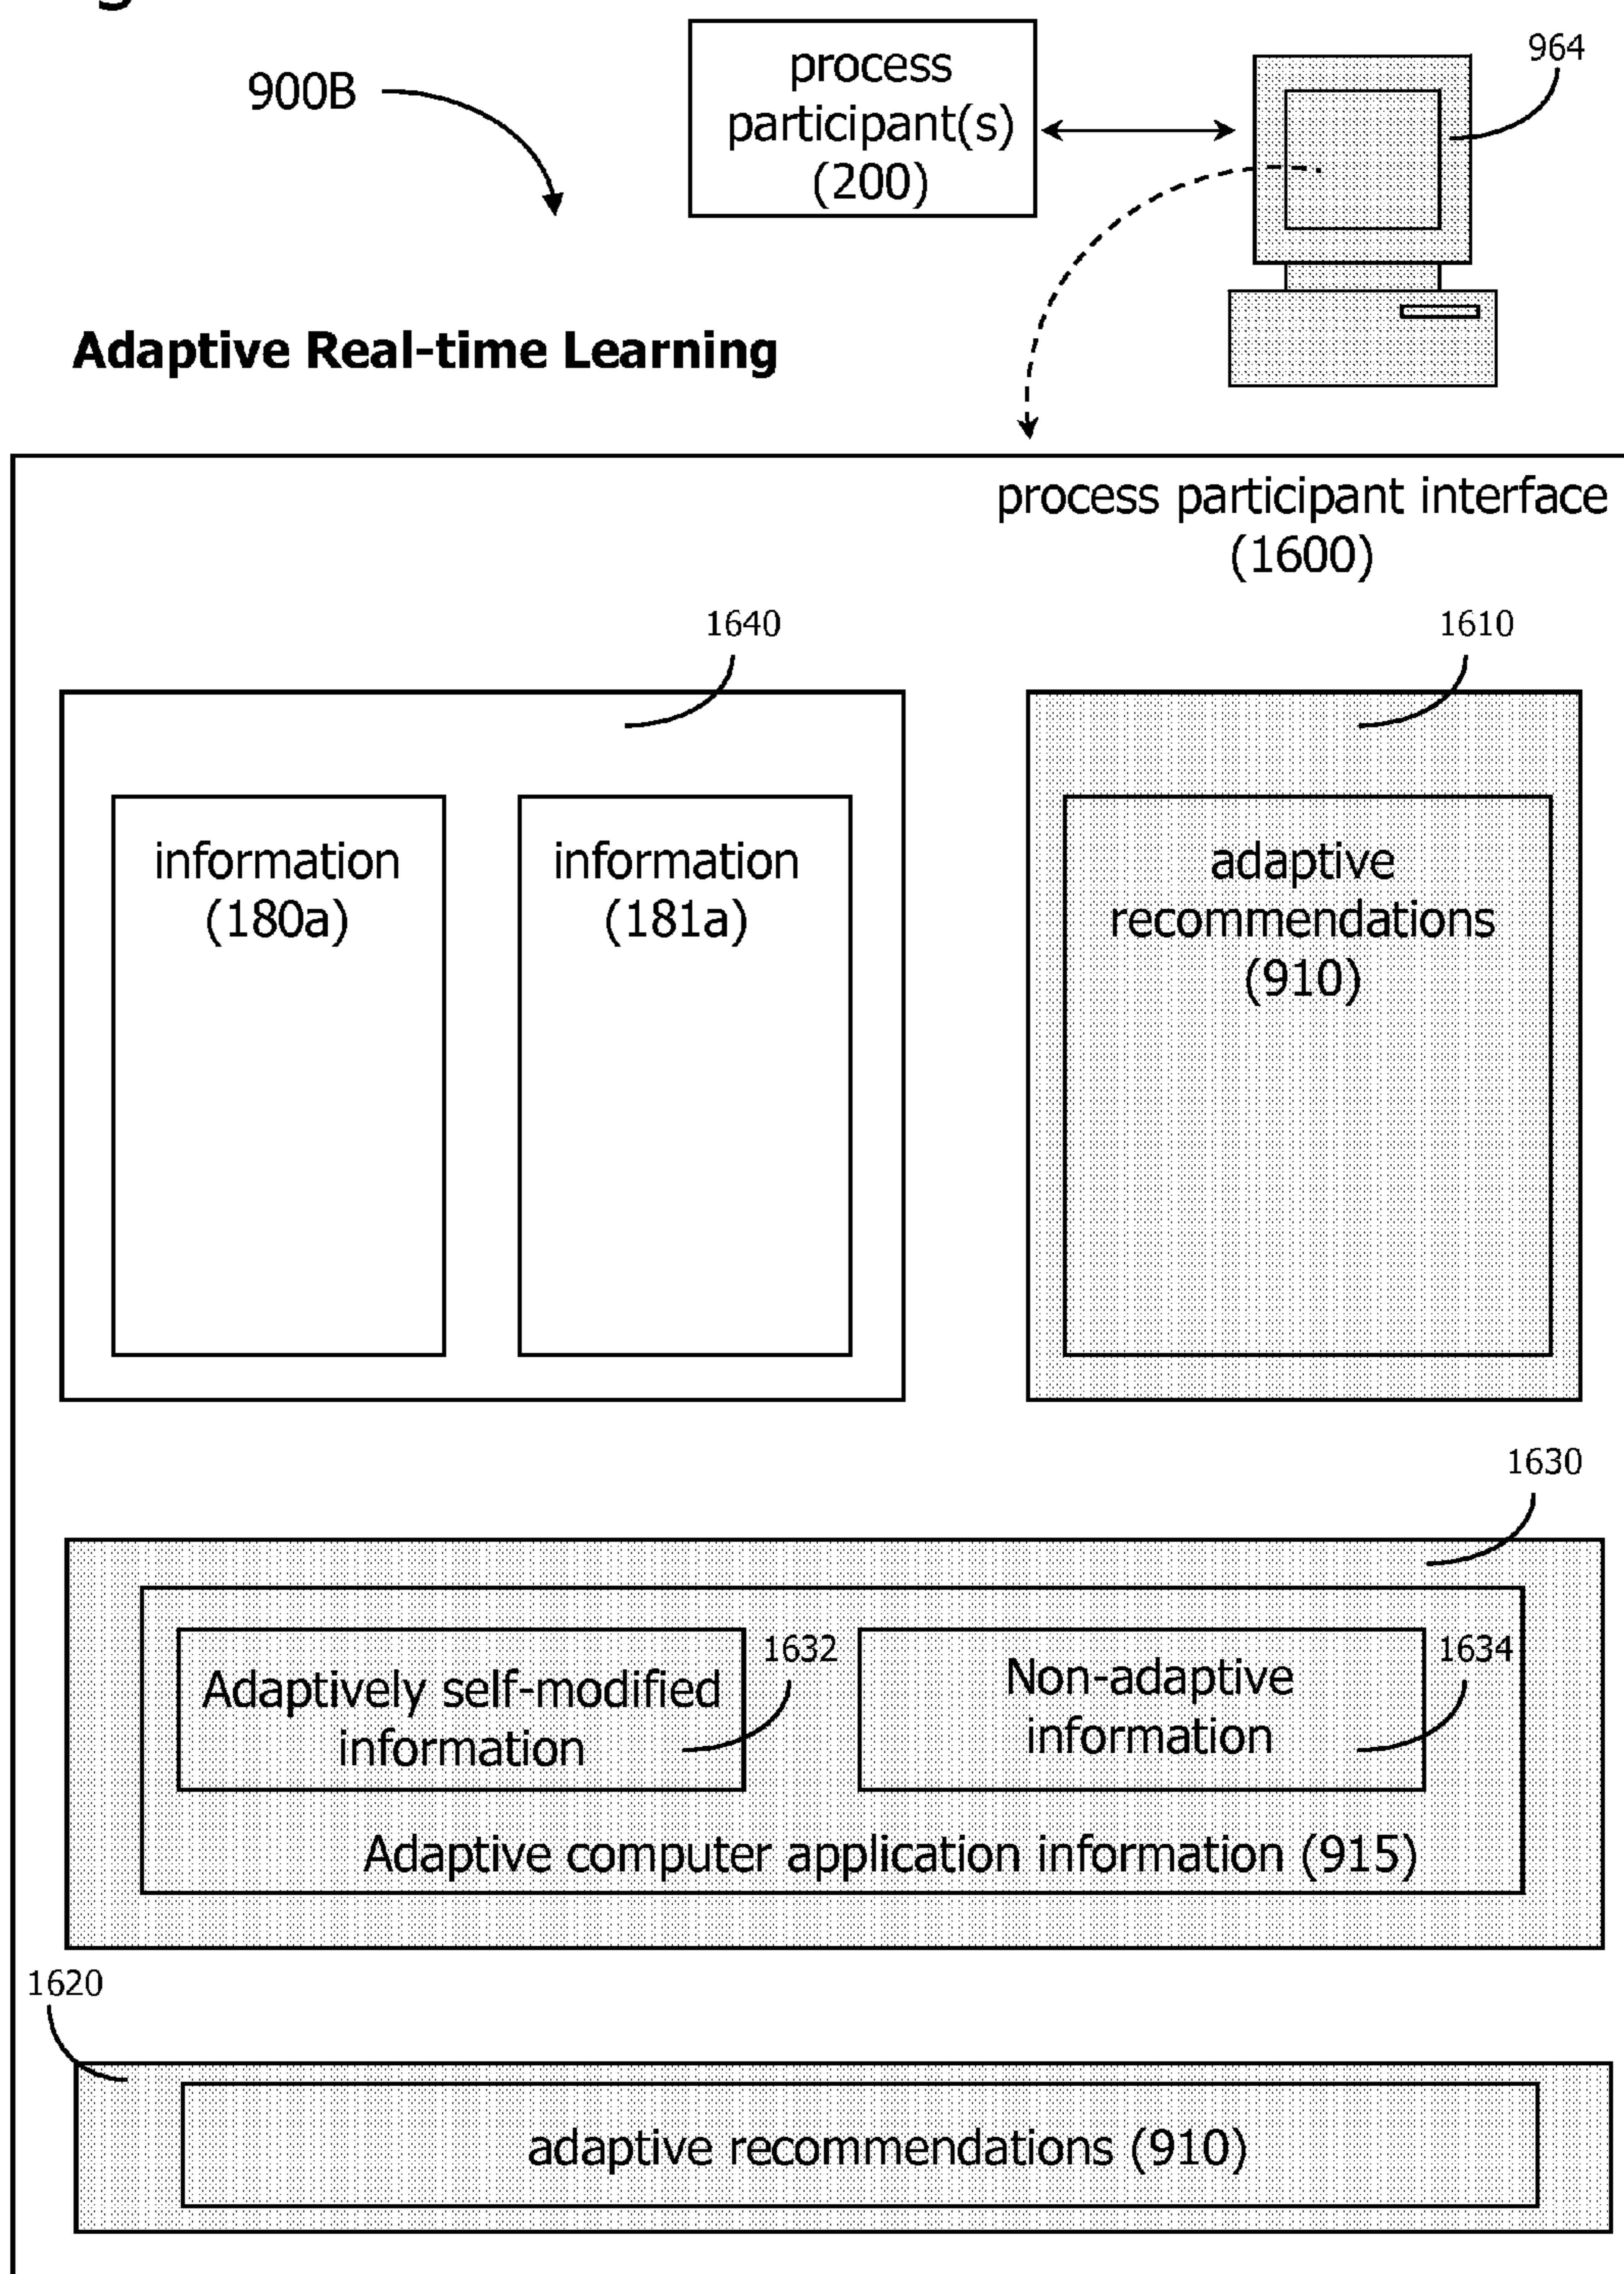 900B
process
participant(s)
(200)
964
Adaptive Real-time Learning
process participant interface
(1600)
1640
1610
information
(180a)
information
(181a)
adaptive
recommendations
(910)
1630
1632
1634
Adaptively self-modified
information
Non-adaptive
information
Adaptive computer application information (915)
1620
adaptive recommendations (910)